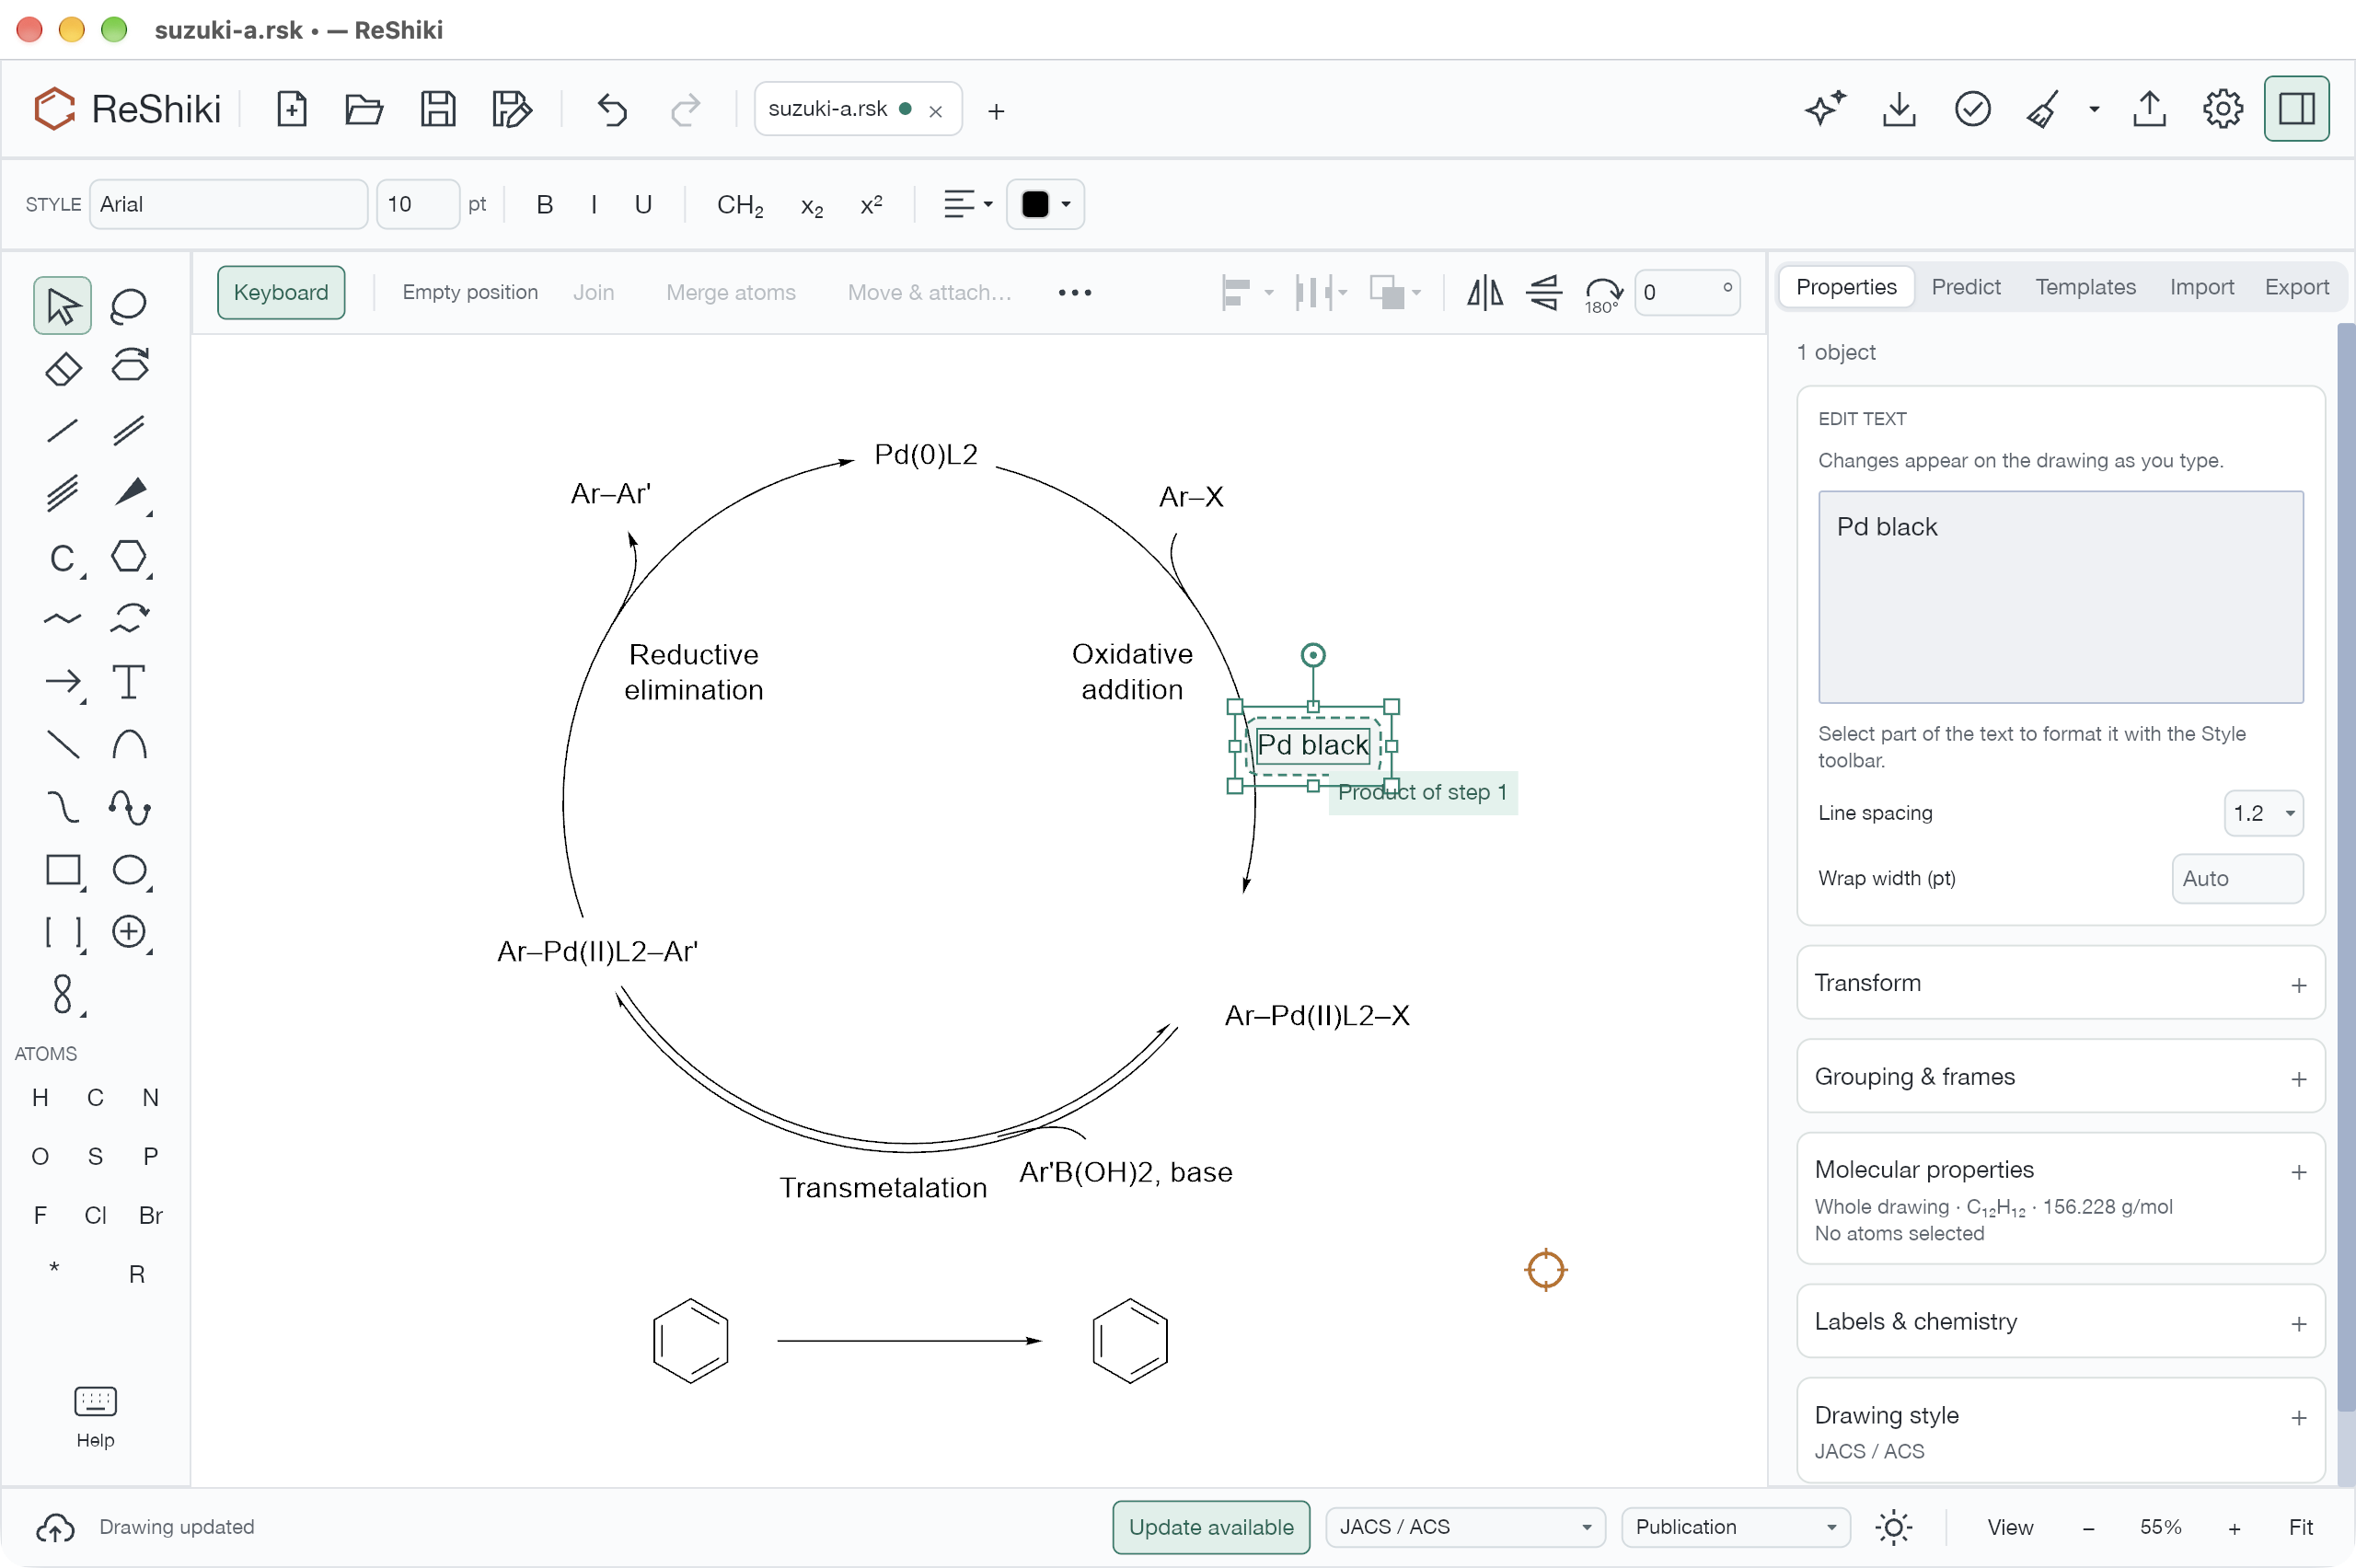 suzuki-a.rsk • — ReShiki
ReShiki
suzuki-a.rsk
STYLE Arial 10 pt B I U CH₂ x₂ x²
Keyboard Empty position Join Merge atoms Move & attach... 180° 0 °
Properties Predict Templates Import Export
1 object
EDIT TEXT
Changes appear on the drawing as you type.
Pd black
Select part of the text to format it with the Style
toolbar.
Line spacing 1.2
Wrap width (pt) Auto
Transform
Grouping & frames
Molecular properties
Whole drawing · C₁₂H₁₂ · 156.228 g/mol
No atoms selected
Labels & chemistry
Drawing style
JACS / ACS
C
T
ATOMS
H C N
O S P
F Cl Br
* R
Help
Pd(0)L2
Ar–Ar'
Ar–X
Reductive
elimination
Oxidative
addition
Pd black
Product of step 1
Ar–Pd(II)L2–Ar'
Ar–Pd(II)L2–X
Ar'B(OH)2, base
Transmetalation
Drawing updated
Update available JACS / ACS Publication View – 55% + Fit